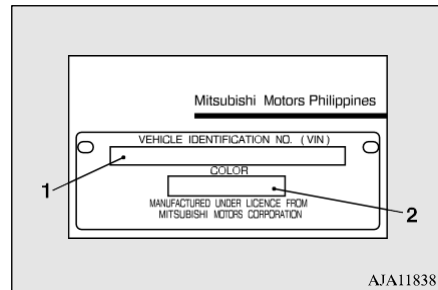 Mitsubishi Motors Philippines
VEHICLE IDENTIFICATION NO. (VIN)
1
COLOR
2
MANUFACTURED UNDER LICENCE FROM
MITSUBISHI MOTORS CORPORATION
AJA11838